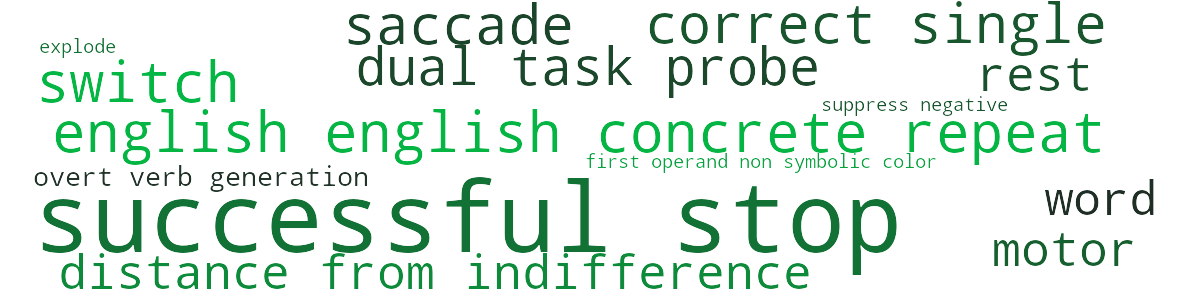 saccade
correct single
explode
dual task probe
switch
rest
suppress negative
english english concrete repeat
first operand non symbolic color
overt verb generation
successful stop
word
motor
distance from indifference